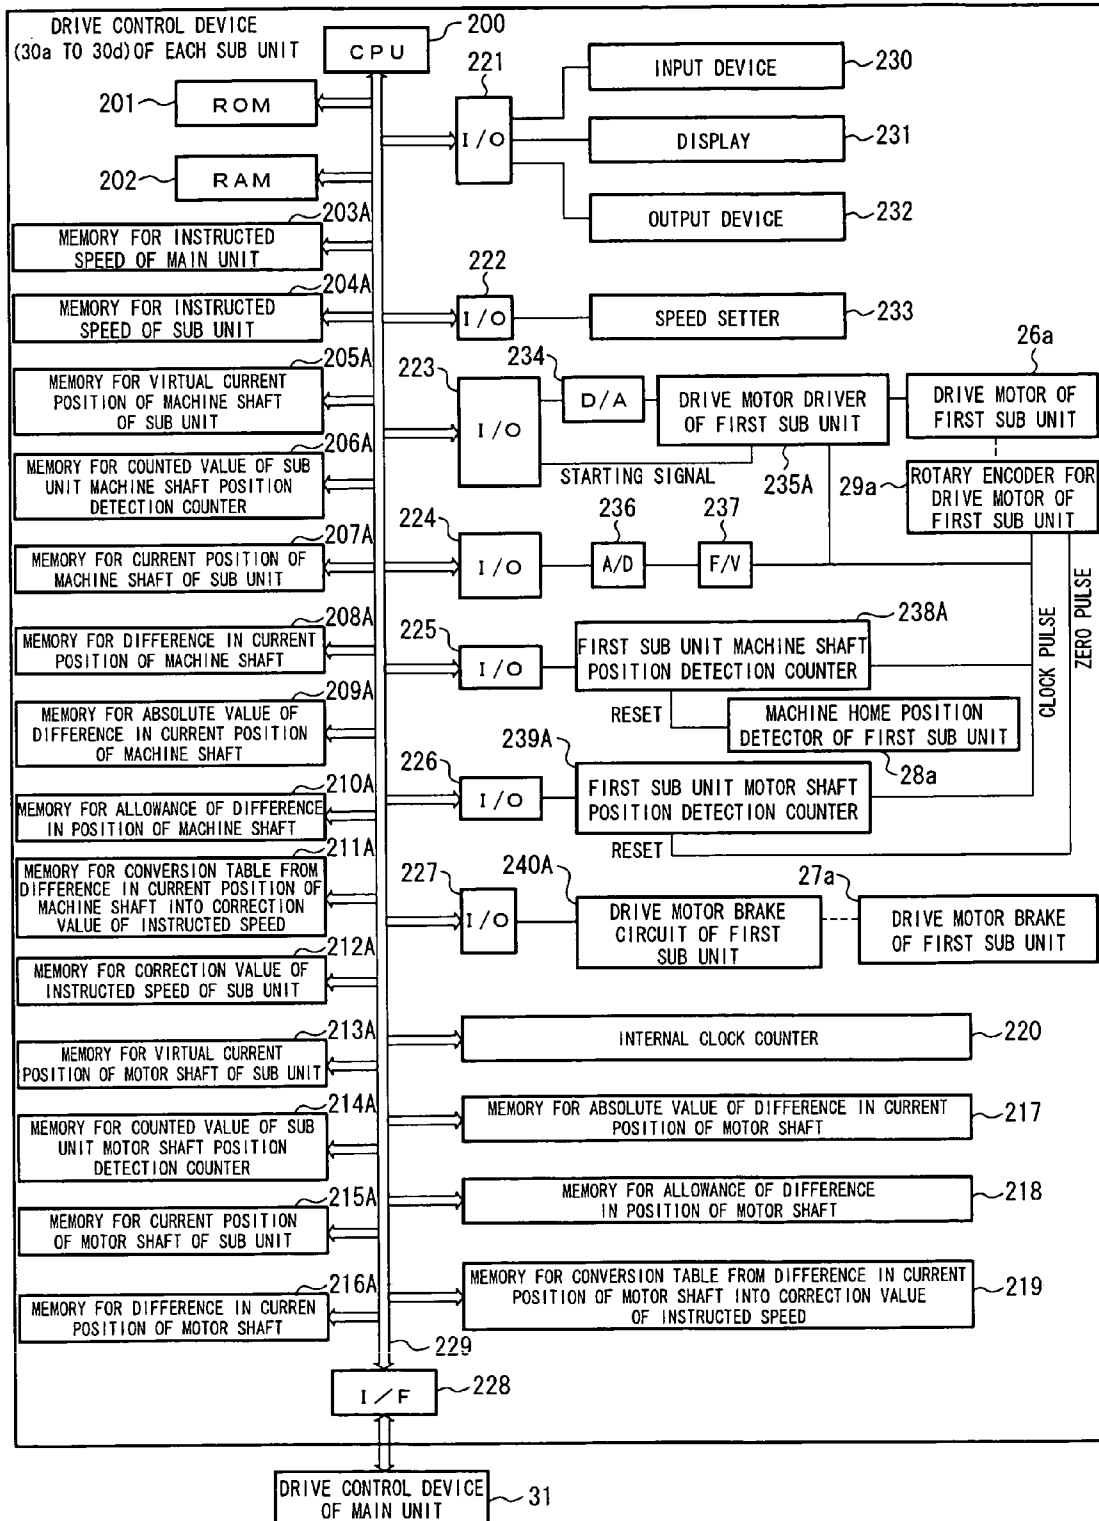 DRIVE CONTROL DEVICE
(30a TO 30d) OF EACH SUB UNIT
CPU
200
201
ROM
202
RAM
203A
MEMORY FOR INSTRUCTED
SPEED OF MAIN UNIT
204A
MEMORY FOR INSTRUCTED
SPEED OF SUB UNIT
205A
MEMORY FOR VIRTUAL CURRENT
POSITION OF MACHINE SHAFT
OF SUB UNIT
206A
MEMORY FOR COUNTED VALUE OF SUB
UNIT MACHINE SHAFT POSITION
DETECTION COUNTER
207A
MEMORY FOR CURRENT POSITION OF
MACHINE SHAFT OF SUB UNIT
208A
MEMORY FOR DIFFERENCE IN CURRENT
POSITION OF MACHINE SHAFT
209A
MEMORY FOR ABSOLUTE VALUE OF
DIFFERENCE IN CURRENT POSITION
OF MACHINE SHAFT
210A
MEMORY FOR ALLOWANCE OF DIFFERENCE
IN POSITION OF MACHINE SHAFT
211A
MEMORY FOR CONVERSION TABLE FROM
DIFFERENCE IN CURRENT POSITION OF
MACHINE SHAFT INTO CORRECTION
VALUE OF INSTRUCTED SPEED
212A
MEMORY FOR CORRECTION VALUE OF
INSTRUCTED SPEED OF SUB UNIT
213A
MEMORY FOR VIRTUAL CURRENT
POSITION OF MOTOR SHAFT OF SUB UNIT
214A
MEMORY FOR COUNTED VALUE OF SUB
UNIT MOTOR SHAFT POSITION
DETECTION COUNTER
215A
MEMORY FOR CURRENT POSITION
OF MOTOR SHAFT OF SUB UNIT
216A
MEMORY FOR DIFFERENCE IN CURREN
POSITION OF MOTOR SHAFT
221
I/O
INPUT DEVICE
230
DISPLAY
231
OUTPUT DEVICE
232
222
I/O
SPEED SETTER
233
223
I/O
234
D/A
DRIVE MOTOR DRIVER
OF FIRST SUB UNIT
235A
STARTING SIGNAL
26a
DRIVE MOTOR OF
FIRST SUB UNIT
29a
ROTARY ENCODER FOR
DRIVE MOTOR OF
FIRST SUB UNIT
224
I/O
236
A/D
237
F/V
CLOCK PULSE
ZERO PULSE
225
I/O
238A
FIRST SUB UNIT MACHINE SHAFT
POSITION DETECTION COUNTER
RESET
MACHINE HOME POSITION
DETECTOR OF FIRST SUB UNIT
28a
226
I/O
239A
FIRST SUB UNIT MOTOR SHAFT
POSITION DETECTION COUNTER
RESET
227
I/O
240A
DRIVE MOTOR BRAKE
CIRCUIT OF FIRST
SUB UNIT
27a
DRIVE MOTOR BRAKE
OF FIRST SUB UNIT
INTERNAL CLOCK COUNTER
220
MEMORY FOR ABSOLUTE VALUE OF DIFFERENCE IN CURRENT
POSITION OF MOTOR SHAFT
217
MEMORY FOR ALLOWANCE OF DIFFERENCE
IN POSITION OF MOTOR SHAFT
218
MEMORY FOR CONVERSION TABLE FROM DIFFERENCE IN CURRENT
POSITION OF MOTOR SHAFT INTO CORRECTION VALUE
OF INSTRUCTED SPEED
219
229
I/F
228
DRIVE CONTROL DEVICE
OF MAIN UNIT
31